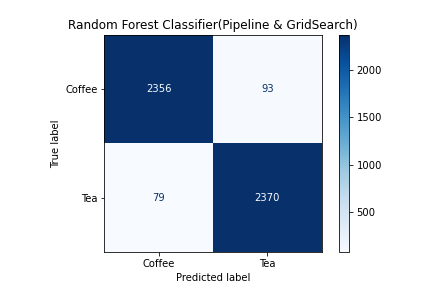 Random Forest Classifier(Pipeline & GridSearch)
Coffee 2356 93
Tea 79 2370
True label
Coffee Tea
Predicted label
2000
1500
1000
500